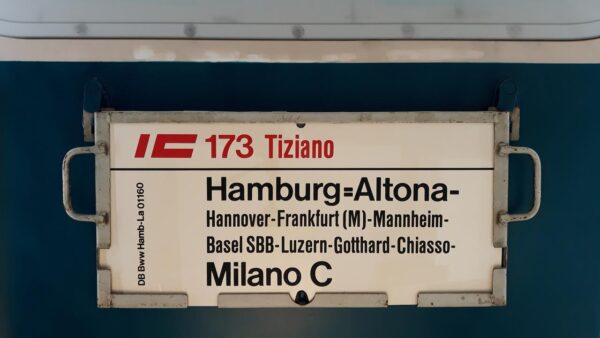 IC 173 Tiziano
Hamburg=Altona-
Hannover-Frankfurt (M)-Mannheim-
Basel SBB-Luzern-Gotthard-Chiasso-
Milano C
DB Bww Hamb-La 01160